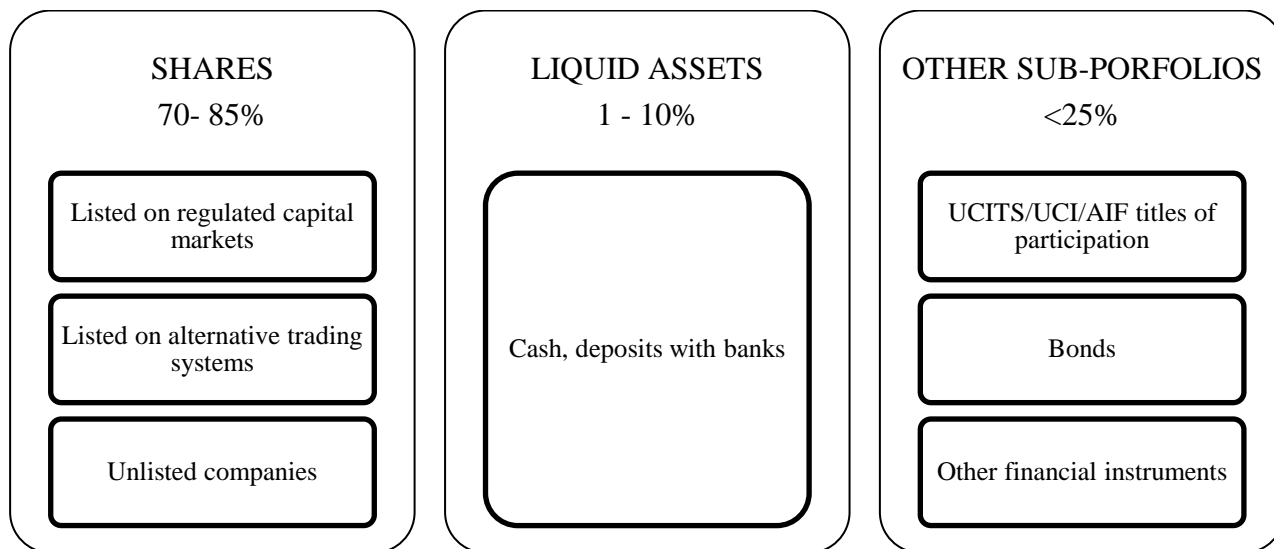 SHARES
70- 85%
Listed on regulated capital
markets
Listed on alternative trading
systems
Unlisted companies
LIQUID ASSETS
1 - 10%
Cash, deposits with banks
OTHER SUB-PORFOLIOS
<25%
UCITS/UCI/AIF titles of
participation
Bonds
Other financial instruments